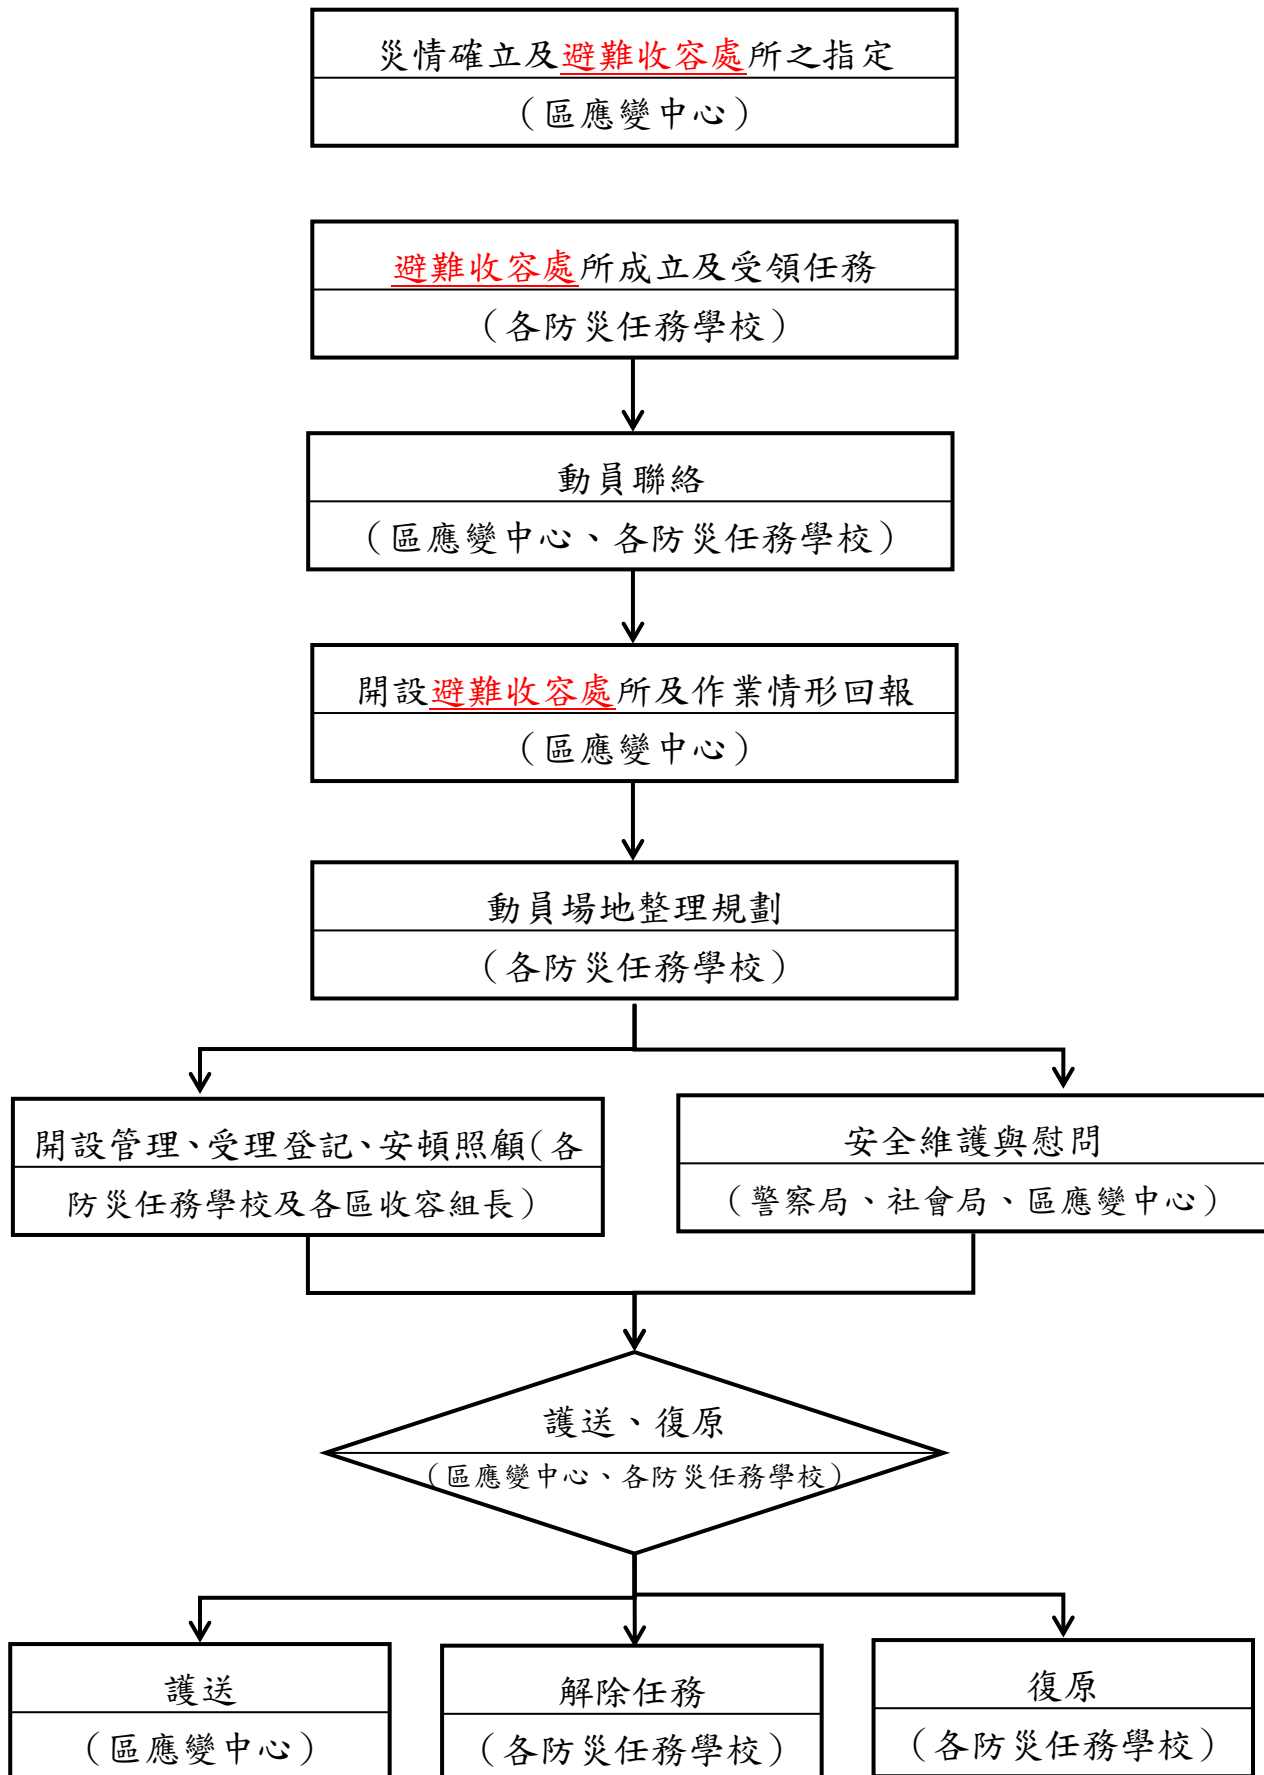 災情確立及避難收容處所之指定
（區應變中心）
避難收容處所成立及受領任務
（各防災任務學校）
動員聯絡
（區應變中心、各防災任務學校）
開設避難收容處所及作業情形回報
（區應變中心）
動員場地整理規劃
（各防災任務學校）
開設管理、受理登記、安頓照顧（各
防災任務學校及各區收容組長）
安全維護與慰問
（警察局、社會局、區應變中心）
護送、復原
（區應變中心、各防災任務學校）
護送
（區應變中心）
解除任務
（各防災任務學校）
復原
（各防災任務學校）